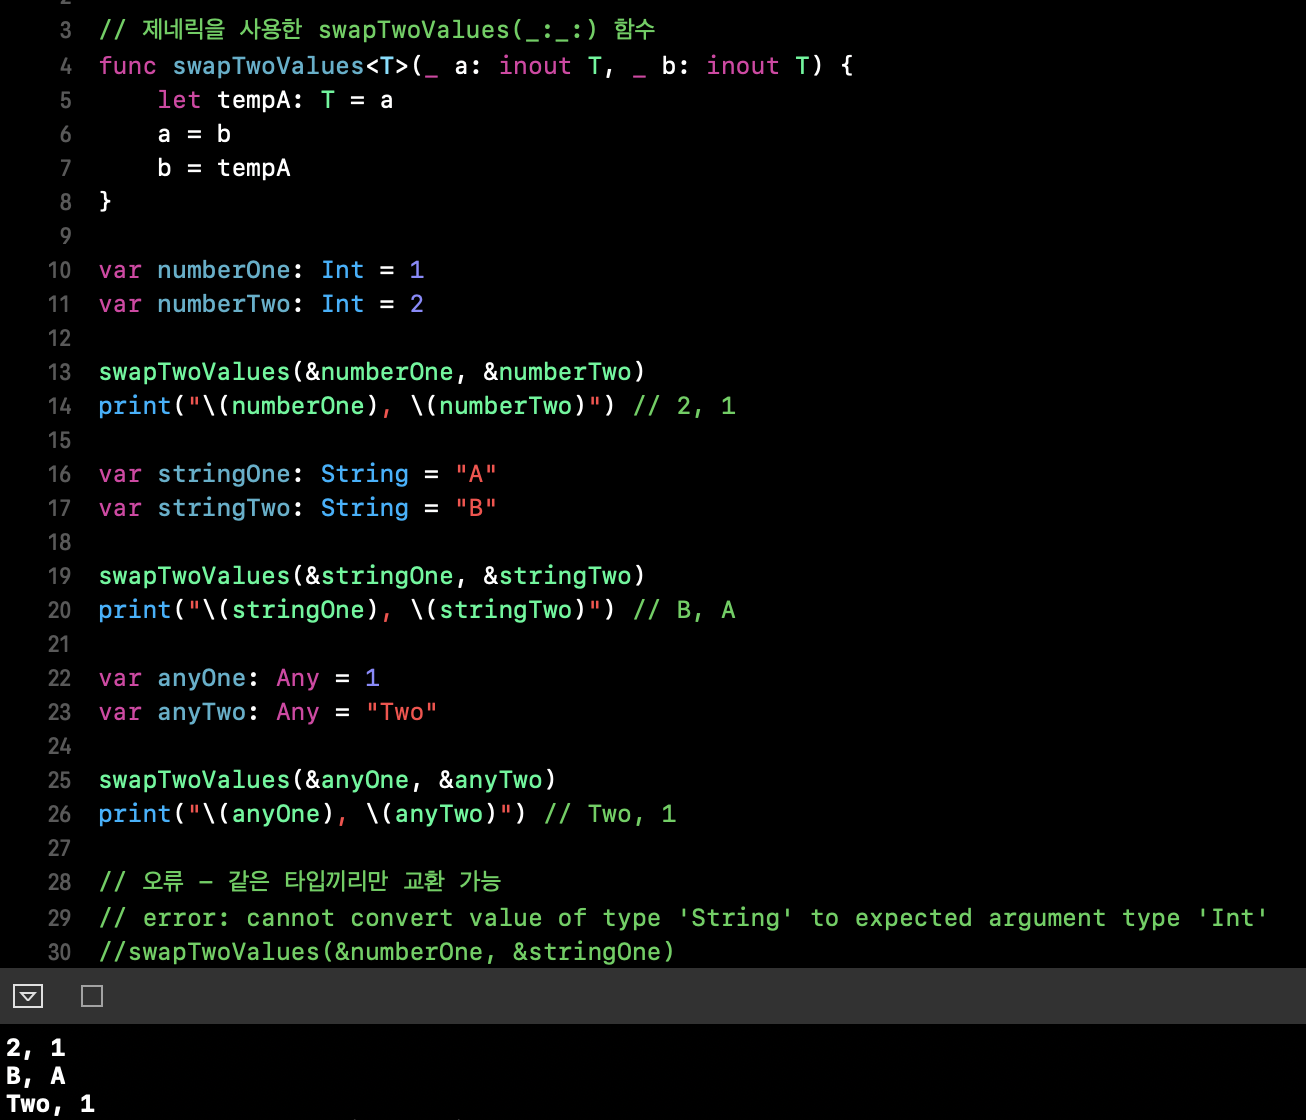 3 // 제네릭을 사용한 swapTwoValues(_:_:) 함수
4 func swapTwoValues<T>(_ a: inout T, _ b: inout T) {
5     let tempA: T = a
6     a = b
7     b = tempA
8 }
9
10 var numberOne: Int = 1
11 var numberTwo: Int = 2
12
13 swapTwoValues(&numberOne, &numberTwo)
14 print("\(numberOne), \(numberTwo)") // 2, 1
15
16 var stringOne: String = "A"
17 var stringTwo: String = "B"
18
19 swapTwoValues(&stringOne, &stringTwo)
20 print("\(stringOne), \(stringTwo)") // B, A
21
22 var anyOne: Any = 1
23 var anyTwo: Any = "Two"
24
25 swapTwoValues(&anyOne, &anyTwo)
26 print("\(anyOne), \(anyTwo)") // Two, 1
27
28 // 오류 - 같은 타입끼리만 교환 가능
29 // error: cannot convert value of type 'String' to expected argument type 'Int'
30 //swapTwoValues(&numberOne, &stringOne)
2, 1
B, A
Two, 1